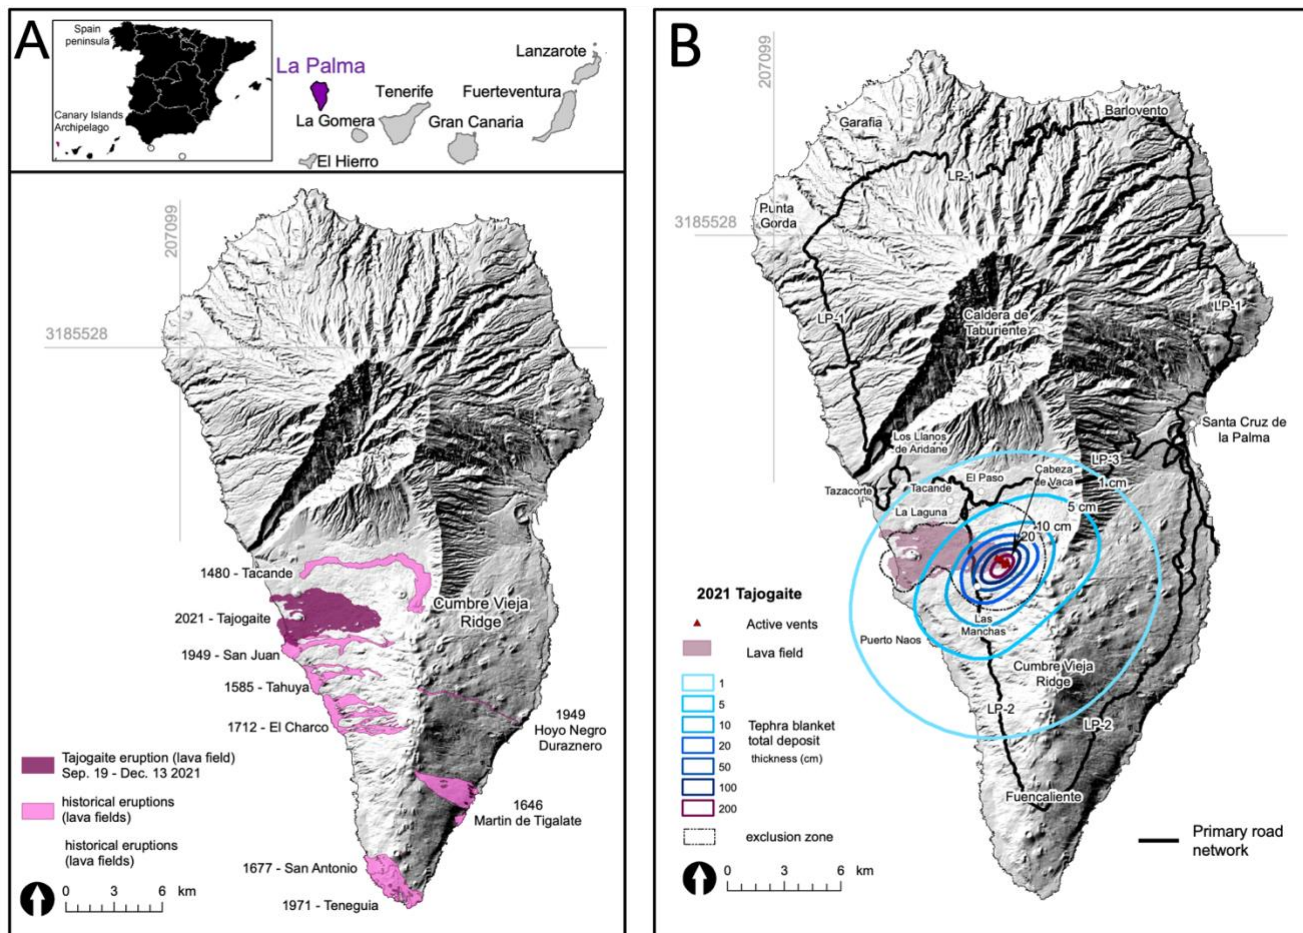 A
Spain
peninsula
Canary Islands
Archipelago
La Palma
La Gomera
El Hierro
Tenerife
Gran Canaria
Fuerteventura
Lanzarote
207099
3185528
1480 - Tacande
2021 - Tajogaite
1949 - San Juan
1585 - Tahuya
1712 - El Charco
Cumbre Vieja
Ridge
1949
Hoyo Negro
Duraznero
1646
Martin de Tigalate
1677 - San Antonio
1971 - Teneguia
Tajogaite eruption (lava field)
Sep. 19 - Dec. 13 2021
historical eruptions
(lava fields)
historical eruptions
(lava fields)
0 3 6 km
B
207099
3185528
Garafia
Barlovento
LP-1
Punta
Gorda
LP-1
LP-1
Caldera de
Taburiente
Santa Cruz de
la Palma
Los Llanos
de Aridane
LP-3
Tazacorte
Tacande
El Paso
Cabeza
de Vaca
1 cm
La Laguna
5 cm
10 cm
20
Las
Manchas
Puerto Naos
Cumbre Vieja
Ridge
LP-2
LP-2
Fuencaliente
2021 Tajogaite
Active vents
Lava field
1
5
10
20
50
100
200
Tephra blanket
total deposit
thickness (cm)
exclusion zone
0 3 6 km
Primary road
network